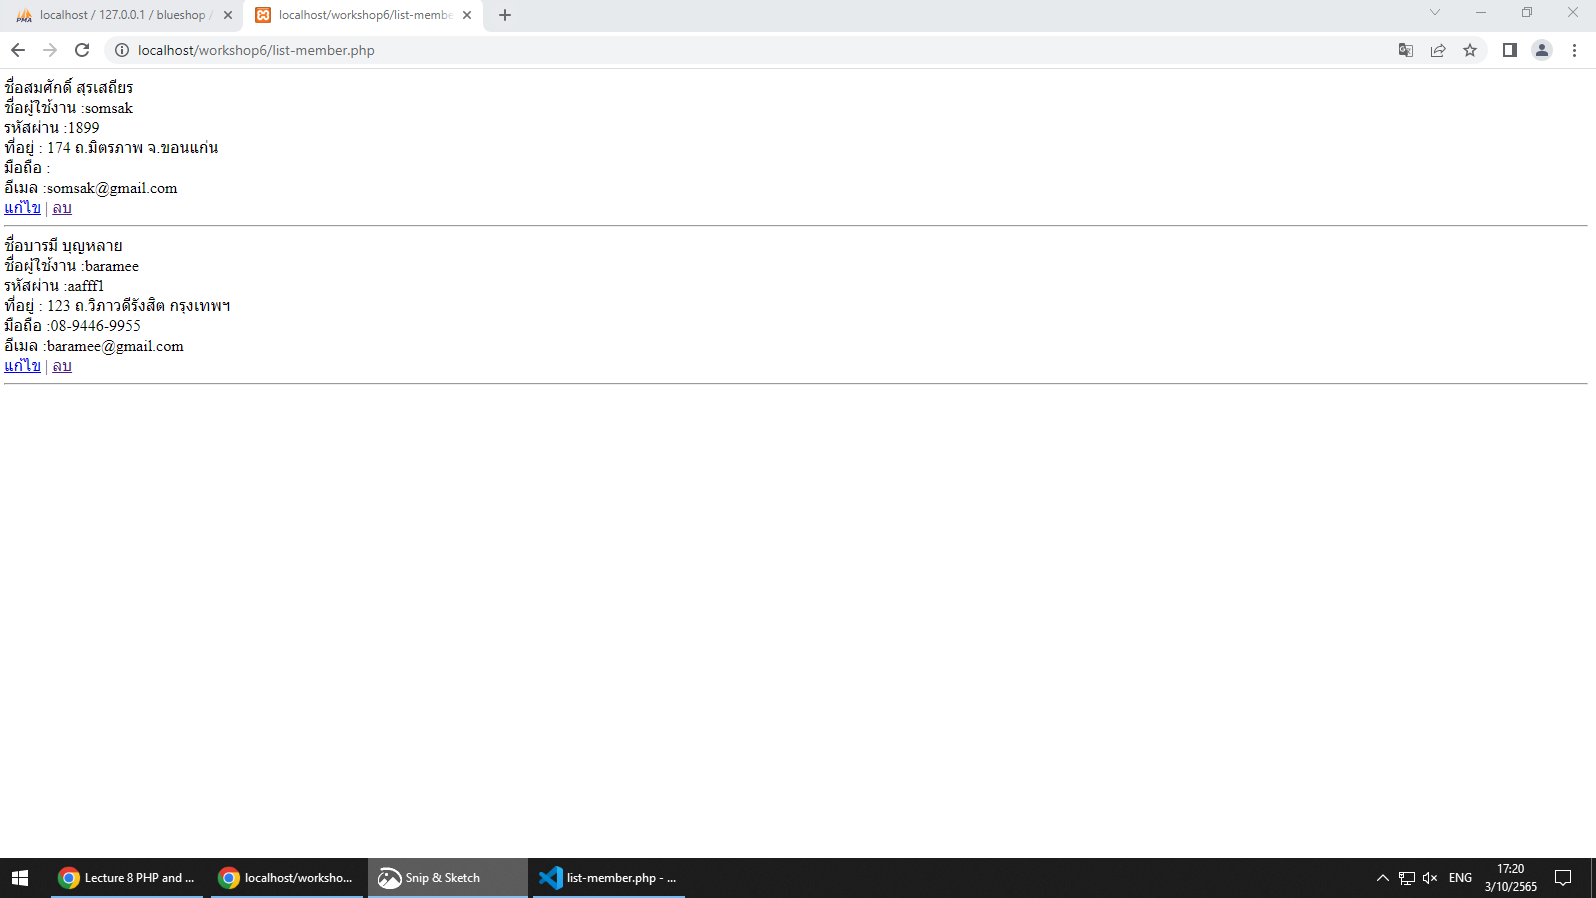 localhost / 127.0.0.1 / blueshop /
localhost/workshop6/list-membe
localhost/workshop6/list-member.php
ชื่อสมศักดิ์ สุรเสถียร
ชื่อผู้ใช้งาน :somsak
รหัสผ่าน :1899
ที่อยู่ : 174 ถ.มิตรภาพ จ.ขอนแก่น
มือถือ :
อีเมล :somsak@gmail.com
แก้ไข | ลบ
ชื่อบารมี บุญหลาย
ชื่อผู้ใช้งาน :baramee
รหัสผ่าน :aafff1
ที่อยู่ : 123 ถ.วิภาวดีรังสิต กรุงเทพฯ
มือถือ :08-9446-9955
อีเมล :baramee@gmail.com
แก้ไข | ลบ
Lecture 8 PHP and ...
localhost/worksho...
Snip & Sketch
list-member.php - ...
ENG
17:20
3/10/2565